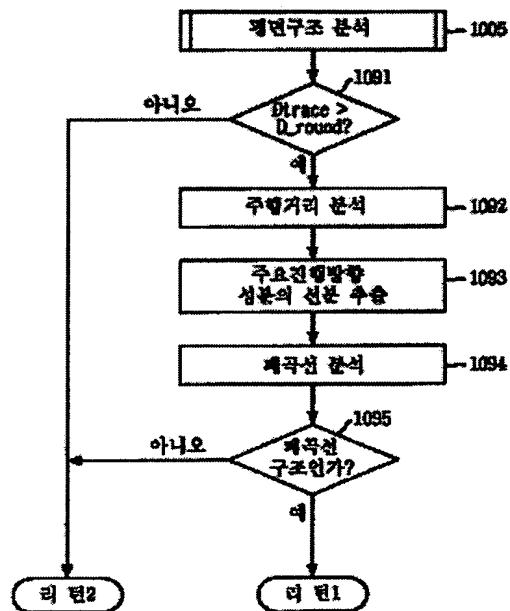 평면구조 분석
1005
1091
아니오
Dtrace >
D_round?
예
주행거리 분석
1092
주요진행방향
성분의 선분 추출
1093
폐곡선 분석
1094
1095
아니오
폐곡선
구조인가?
예
리 턴2
리 턴1